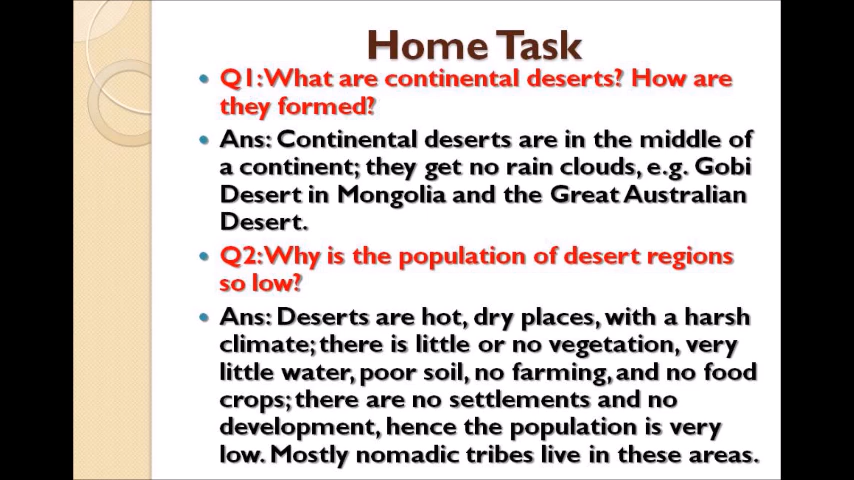 Home Task
Q1:What are continental deserts? How are
they formed?
Ans: Continental deserts are in the middle of
a continent; they get no rain clouds, e.g. Gobi
Desert in Mongolia and the Great Australian
Desert.
Q2:Why is the population of desert regions
so low?
Ans: Deserts are hot, dry places, with a harsh
climate; there is little or no vegetation, very
little water, poor soil, no farming, and no food
crops; there are no settlements and no
development, hence the population is very
low. Mostly nomadic tribes live in these areas.